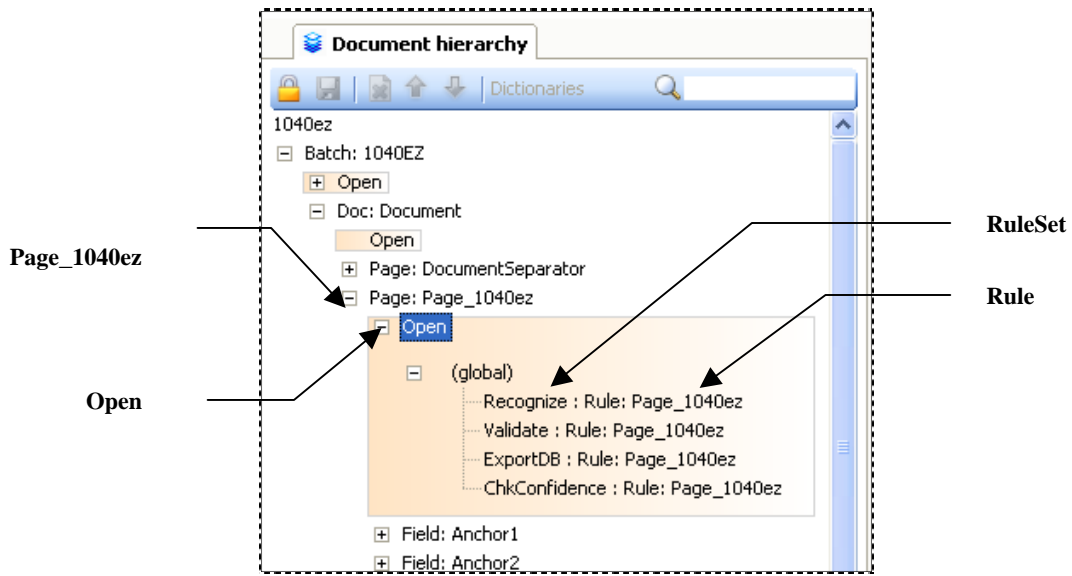 Document hierarchy
Dictionaries
1040ez
Batch: 1040EZ
Open
Doc: Document
Open
Page: DocumentSeparator
Page: Page_1040ez
Open
(global)
Recognize : Rule: Page_1040ez
Validate : Rule: Page_1040ez
ExportDB : Rule: Page_1040ez
ChkConfidence : Rule: Page_1040ez
Field: Anchor1
Field: Anchor2
Page_1040ez
Open
RuleSet
Rule